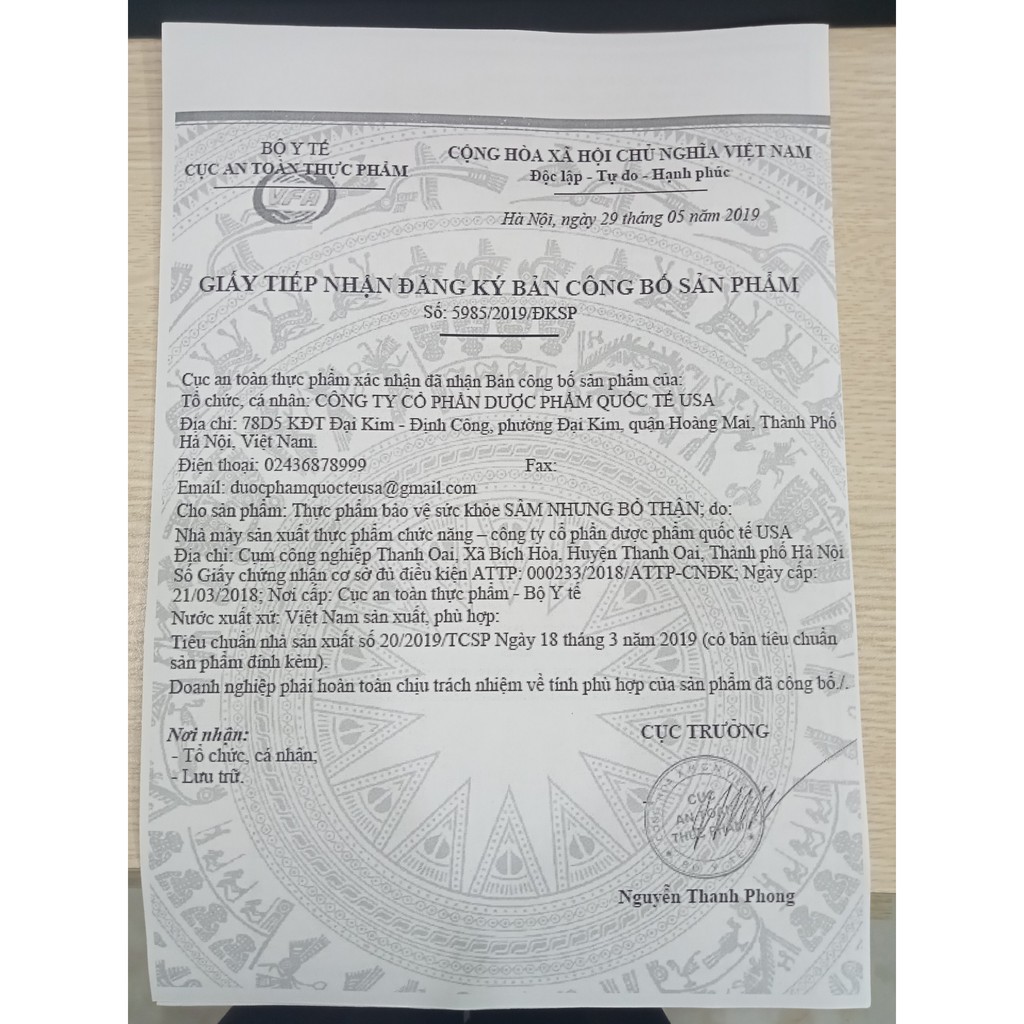 BỘ Y TẾ
CỤC AN TOÀN THỰC PHẨM
VFA
CỘNG HÒA XÃ HỘI CHỦ NGHĨA VIỆT NAM
Độc lập - Tự do - Hạnh phúc
Hà Nội, ngày 29 tháng 05 năm 2019
GIẤY TIẾP NHẬN ĐĂNG KÝ BẢN CÔNG BỐ SẢN PHẨM
Số: 5985/2019/ĐKSP
Cục an toàn thực phẩm xác nhận đã nhận Bản công bố sản phẩm của:
Tổ chức, cá nhân: CÔNG TY CỔ PHẦN DƯỢC PHẨM QUỐC TẾ USA
Địa chỉ: 78D5 KĐT Đại Kim - Định Công, phường Đại Kim, quận Hoàng Mai, Thành Phố
Hà Nội, Việt Nam.
Điện thoại: 02436878999 Fax:
Email: duocphamquocteusa@gmail.com
Cho sản phẩm: Thực phẩm bảo vệ sức khỏe SÂM NHUNG BỔ THẬN; do:
Nhà máy sản xuất thực phẩm chức năng – công ty cổ phần dược phẩm quốc tế USA
Địa chỉ: Cụm công nghiệp Thanh Oai, Xã Bích Hòa, Huyện Thanh Oai, Thành phố Hà Nội
Số Giấy chứng nhận cơ sở đủ điều kiện ATTP: 000233/2018/ATTP-CNĐK; Ngày cấp:
21/03/2018; Nơi cấp: Cục an toàn thực phẩm - Bộ Y tế
Nước xuất xứ: Việt Nam sản xuất, phù hợp:
Tiêu chuẩn nhà sản xuất số 20/2019/TCSP Ngày 18 tháng 3 năm 2019 (có bản tiêu chuẩn
sản phẩm đính kèm).
Doanh nghiệp phải hoàn toàn chịu trách nhiệm về tính phù hợp của sản phẩm đã công bố./.
Nơi nhận:
- Tổ chức, cá nhân;
- Lưu trữ.
CỤC TRƯỞNG
CỤC
AN TOÀN
THỰC PHẨM
Nguyễn Thanh Phong